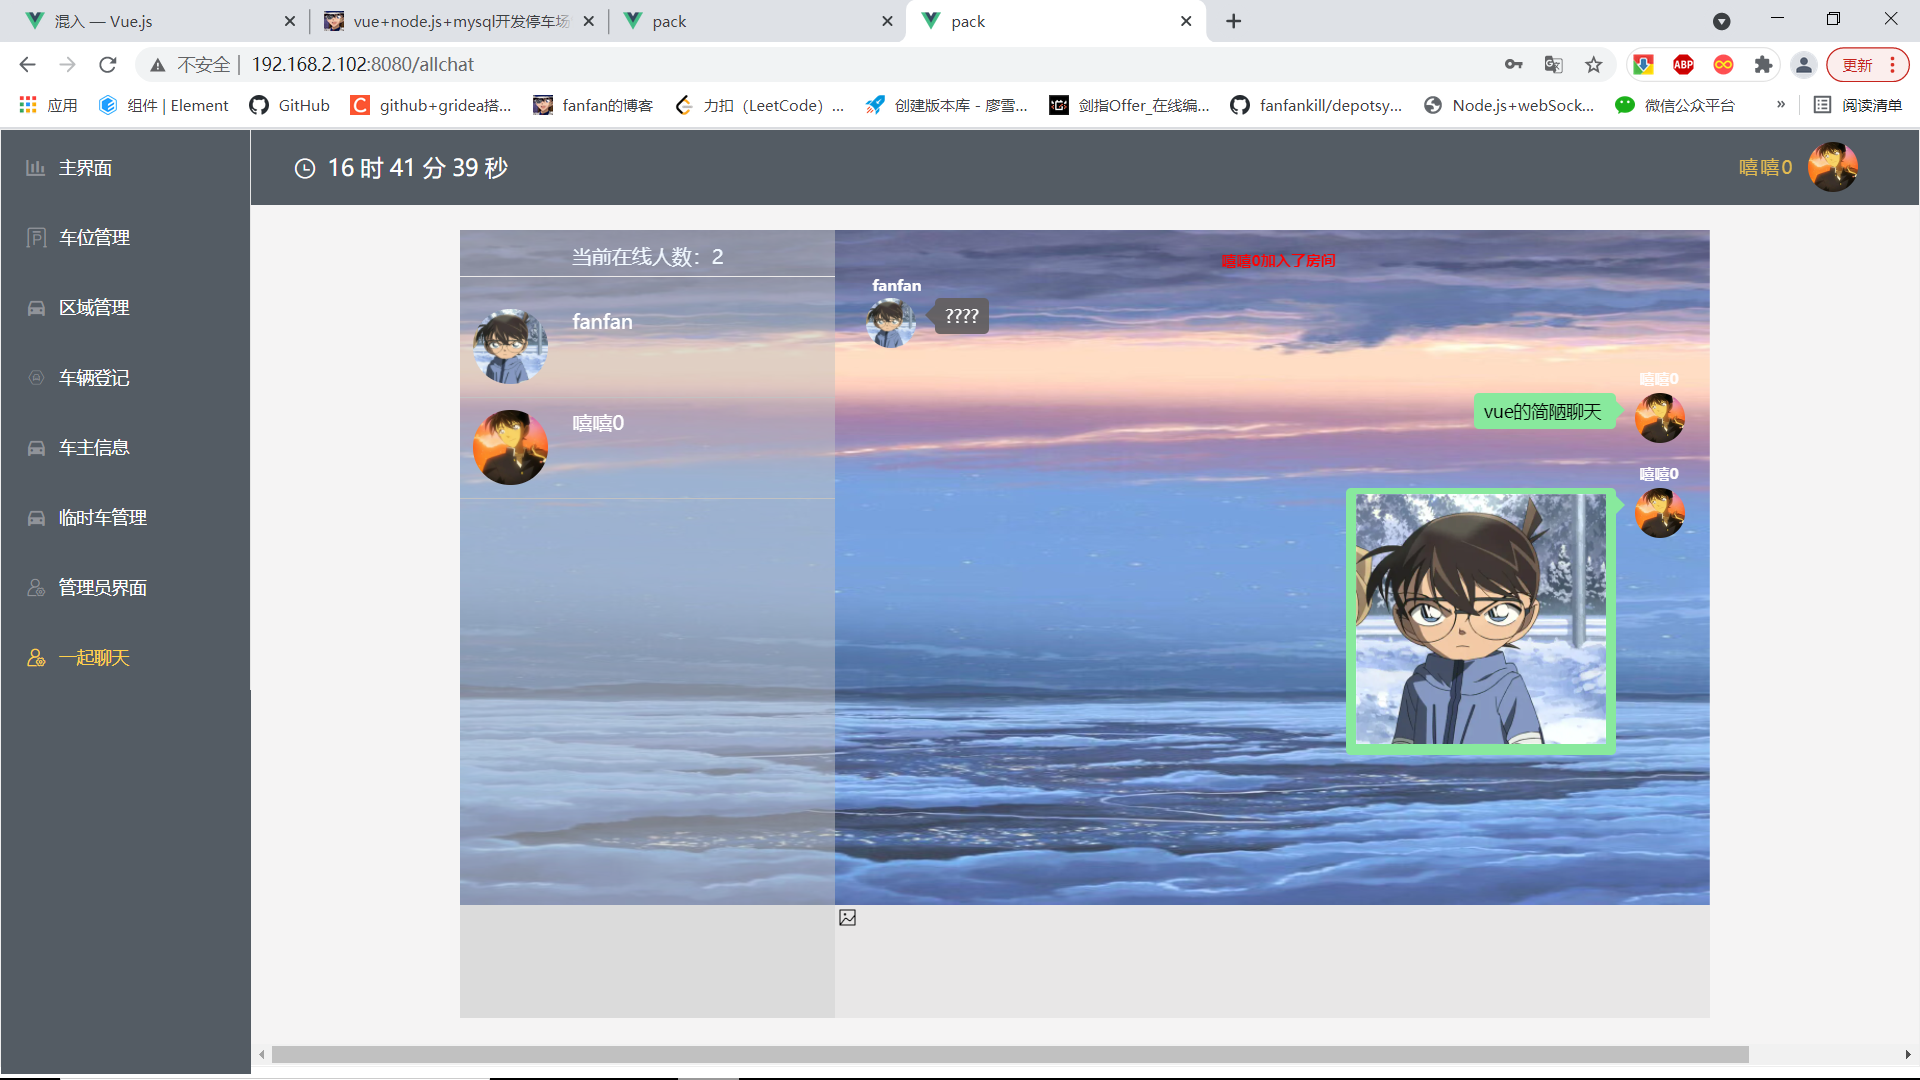 混入 — Vue.js
vue+node.js+mysql开发停车场
pack
pack
不安全
192.168.2.102:8080/allchat
ABP
更新
应用
组件 | Element
GitHub
github+gridea搭...
fanfan的博客
力扣（LeetCode）...
创建版本库 - 廖雪...
剑指Offer_在线编...
fanfankill/depotsy...
Node.js+webSock...
微信公众平台
»
阅读清单
主界面
车位管理
区域管理
车辆登记
车主信息
临时车管理
管理员界面
一起聊天
16 时 41 分 39 秒
嘻嘻0
当前在线人数：2
fanfan
嘻嘻0
嘻嘻0加入了房间
fanfan
????
嘻嘻0
vue的简陋聊天
嘻嘻0